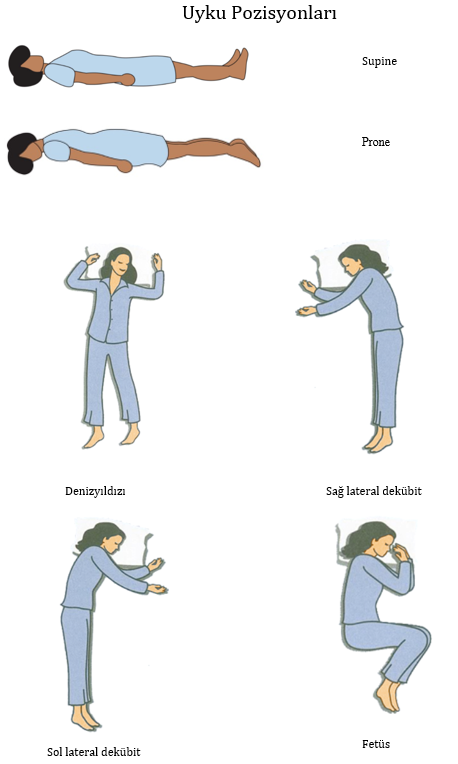 Uyku Pozisyonları
Supine
Prone
Denizyıldızı
Sağ lateral dekübit
Sol lateral dekübit
Fetüs